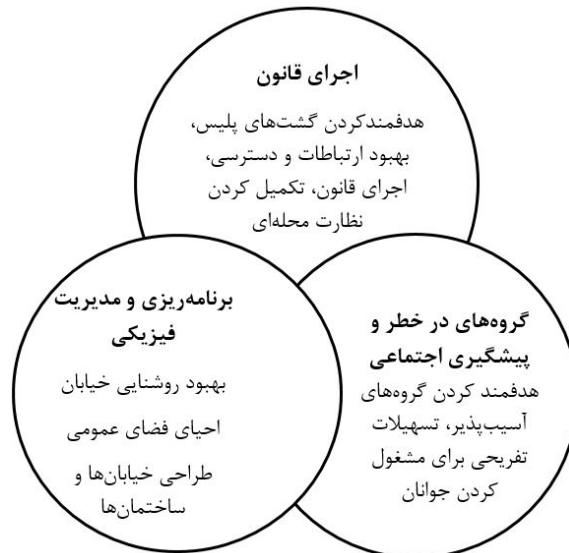 اجرای قانون
هدفمندکردن گشت‌های پلیس،
بهبود ارتباطات و دسترسی،
اجرای قانون، تکمیل کردن
نظارت محله‌ای
برنامه‌ریزی و مدیریت
فیزیکی
بهبود روشنایی خیابان
احیای فضای عمومی
طراحی خیابان‌ها و
ساختمان‌ها
گروه‌های در خطر و
پیشگیری اجتماعی
هدفمند کردن گروه‌های
آسیب‌پذیر، تسهیلات
تفریحی برای مشغول
کردن جوانان